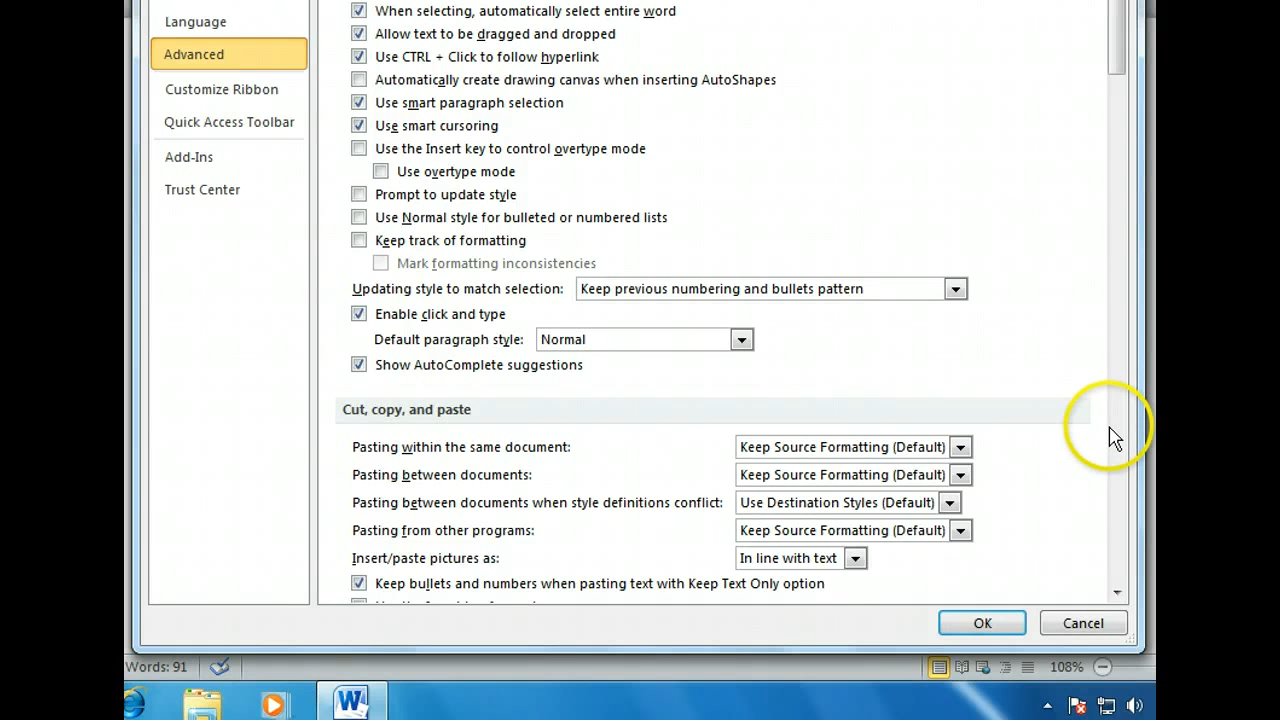 Language
Advanced
Customize Ribbon
Quick Access Toolbar
Add-Ins
Trust Center
When selecting, automatically select entire word
Allow text to be dragged and dropped
Use CTRL + Click to follow hyperlink
Automatically create drawing canvas when inserting AutoShapes
Use smart paragraph selection
Use smart cursoring
Use the Insert key to control overtype mode
Use overtype mode
Prompt to update style
Use Normal style for bulleted or numbered lists
Keep track of formatting
Mark formatting inconsistencies
Updating style to match selection: Keep previous numbering and bullets pattern
Enable click and type
Default paragraph style: Normal
Show AutoComplete suggestions
Cut, copy, and paste
Pasting within the same document: Keep Source Formatting (Default)
Pasting between documents: Keep Source Formatting (Default)
Pasting between documents when style definitions conflict: Use Destination Styles (Default)
Pasting from other programs: Keep Source Formatting (Default)
Insert/paste pictures as: In line with text
Keep bullets and numbers when pasting text with Keep Text Only option
OK Cancel
Words: 91 108%